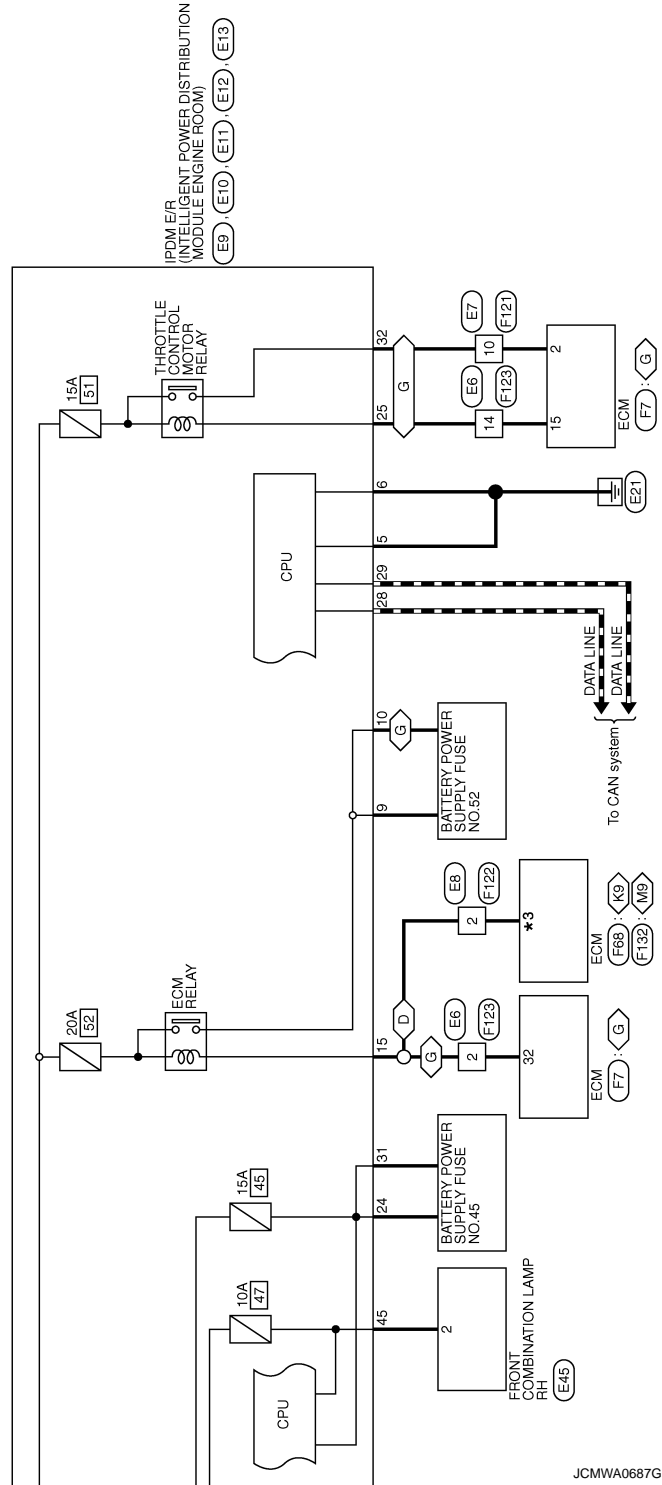 IPDM E/R
(INTELLIGENT POWER DISTRIBUTION
MODULE ENGINE ROOM)
E9 , E10 , E11 , E12 , E13
10A
47
15A
45
20A
52
ECM
RELAY
15A
51
THROTTLE
CONTROL
MOTOR
RELAY
CPU
CPU
45
24
31
15
9
10
28
29
5
6
25
32
2
FRONT
COMBINATION LAMP
RH
E45
BATTERY POWER
SUPPLY FUSE
NO.45
D
G
2
E6
F123
32
ECM
F7 : G
2
E8
F122
*3
ECM
F68 : K9
F132 : M9
G
BATTERY POWER
SUPPLY FUSE
NO.52
DATA LINE
DATA LINE
To CAN system
E21
G
14
E6
F123
10
E7
F121
15
2
ECM
F7 : G
JCMWA0687G